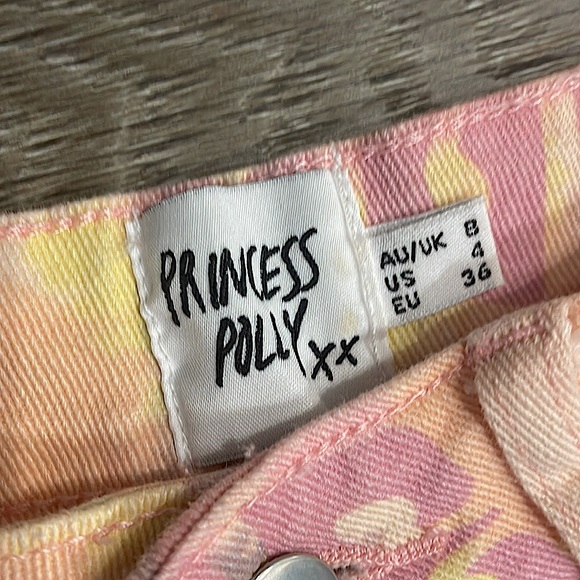 PRINCESS
POLLY xx
AU/UK 8
US 4
EU 36